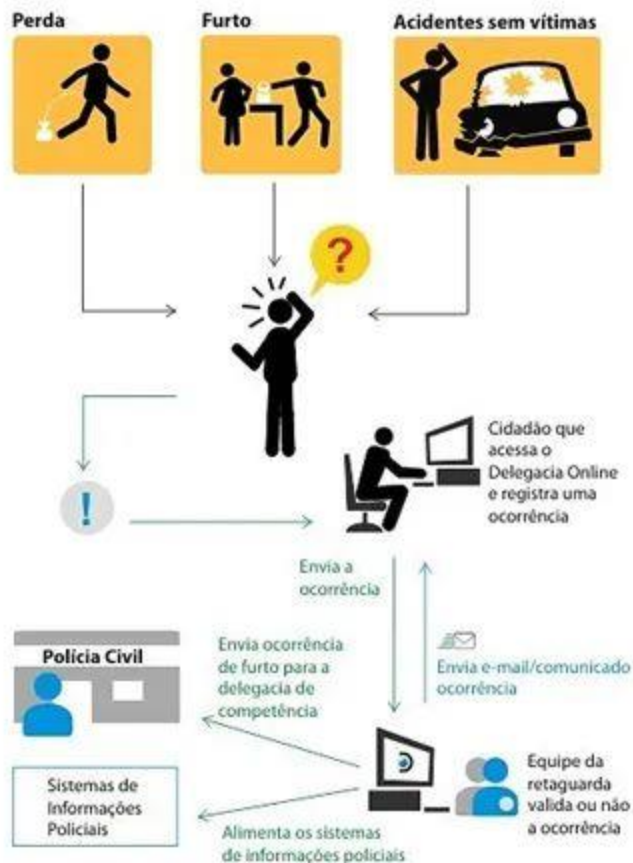 Perda
Furto
Acidentes sem vítimas
?
!
Cidadão que
acessa o
Delegacia Online
e registra uma
ocorrência
Envia a
ocorrência
Envia e-mail/comunicado
ocorrência
Polícia Civil
Envia ocorrência
de furto para a
delegacia de
competência
Equipe da
retaguarda
valida ou não
a ocorrência
Sistemas de
Informações
Policiais
Alimenta os sistemas
de informações policiais